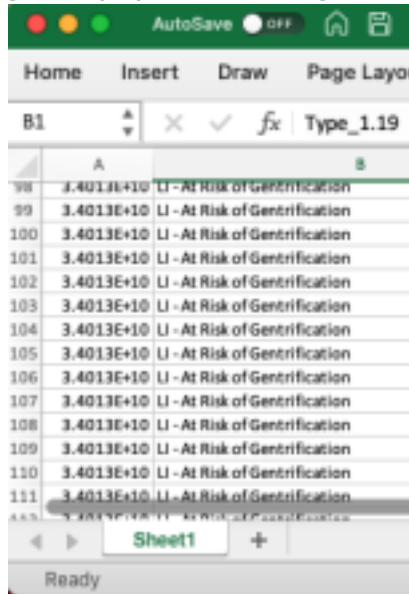 AutoSave OFF
Home Insert Draw Page Layo
B1 fx Type_1.19
A B
98 3.4013E+10 LI - At Risk of Gentrification
99 3.4013E+10 LI - At Risk of Gentrification
100 3.4013E+10 LI - At Risk of Gentrification
101 3.4013E+10 LI - At Risk of Gentrification
102 3.4013E+10 LI - At Risk of Gentrification
103 3.4013E+10 LI - At Risk of Gentrification
104 3.4013E+10 LI - At Risk of Gentrification
105 3.4013E+10 LI - At Risk of Gentrification
106 3.4013E+10 LI - At Risk of Gentrification
107 3.4013E+10 LI - At Risk of Gentrification
108 3.4013E+10 LI - At Risk of Gentrification
109 3.4013E+10 LI - At Risk of Gentrification
110 3.4013E+10 LI - At Risk of Gentrification
111 3.4013E+10 LI - At Risk of Gentrification
Sheet1 +
Ready